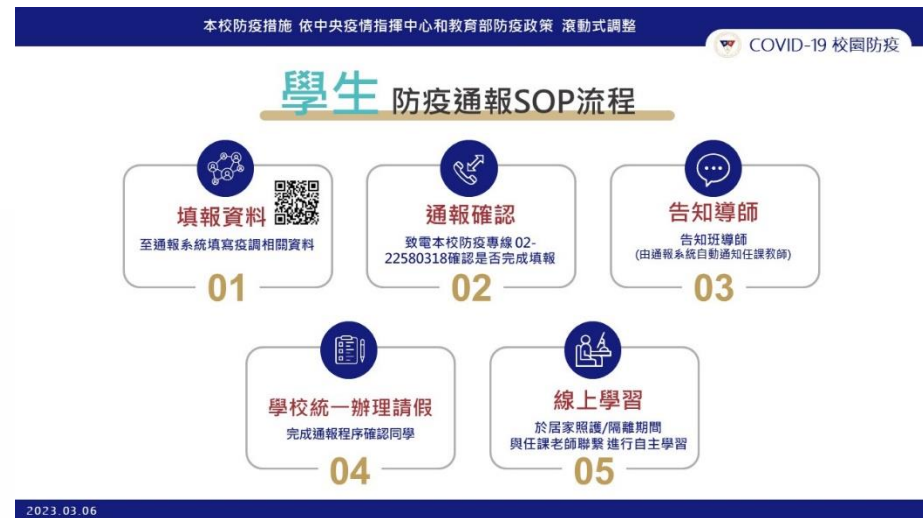 本校防疫措施 依中央疫情指揮中心和教育部防疫政策 滾動式調整
COVID-19 校園防疫
學生 防疫通報SOP流程
填報資料
至通報系統填寫疫調相關資料
01
通報確認
致電本校防疫專線 02-
22580318確認是否完成填報
02
告知導師
告知班導師
(由通報系統自動通知任課教師)
03
學校統一辦理請假
完成通報程序確認同學
04
線上學習
於居家照護/隔離期間
與任課老師聯繫 進行自主學習
05
2023.03.06